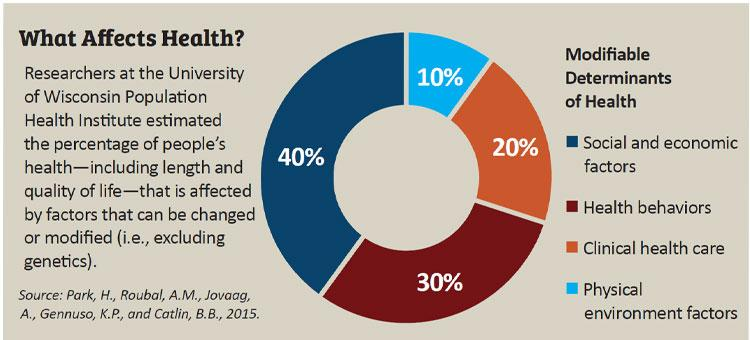 What Affects Health?
Researchers at the University
of Wisconsin Population
Health Institute estimated
the percentage of people's
health—including length and
quality of life—that is affected
by factors that can be changed
or modified (i.e., excluding
genetics).
Source: Park, H., Roubal, A.M., Jovaag,
A., Gennuso, K.P., and Catlin, B.B., 2015.
10%
20%
30%
40%
Modifiable
Determinants
of Health
Social and economic
factors
Health behaviors
Clinical health care
Physical
environment factors